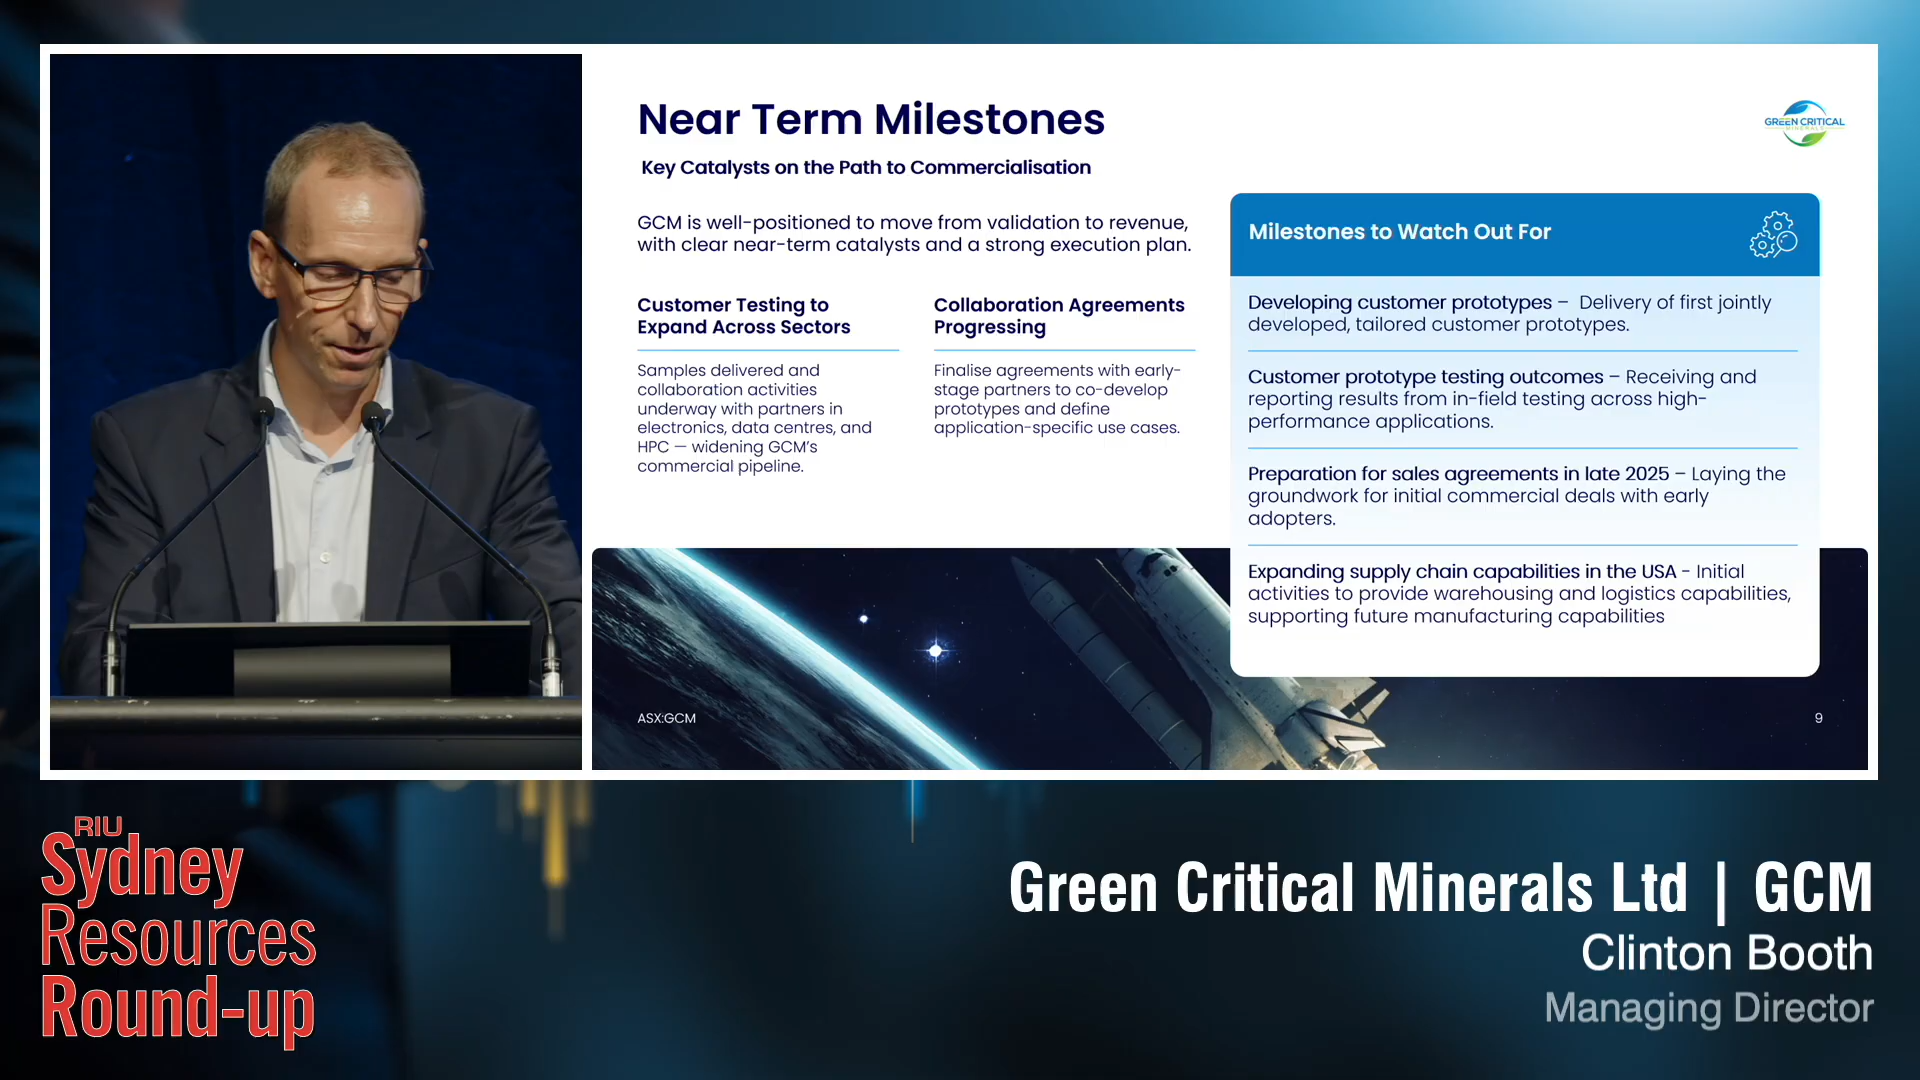 Near Term Milestones
Key Catalysts on the Path to Commercialisation
GCM is well-positioned to move from validation to revenue,
with clear near-term catalysts and a strong execution plan.
Customer Testing to
Expand Across Sectors
Samples delivered and
collaboration activities
underway with partners in
electronics, data centres, and
HPC — widening GCM's
commercial pipeline.
Collaboration Agreements
Progressing
Finalise agreements with early-
stage partners to co-develop
prototypes and define
application-specific use cases.
GREEN CRITICAL
MINERALS
Milestones to Watch Out For
Developing customer prototypes – Delivery of first jointly
developed, tailored customer prototypes.
Customer prototype testing outcomes – Receiving and
reporting results from in-field testing across high-
performance applications.
Preparation for sales agreements in late 2025 – Laying the
groundwork for initial commercial deals with early
adopters.
Expanding supply chain capabilities in the USA - Initial
activities to provide warehousing and logistics capabilities,
supporting future manufacturing capabilities
ASX:GCM
9
RIU
Sydney
Resources
Round-up
Green Critical Minerals Ltd | GCM
Clinton Booth
Managing Director